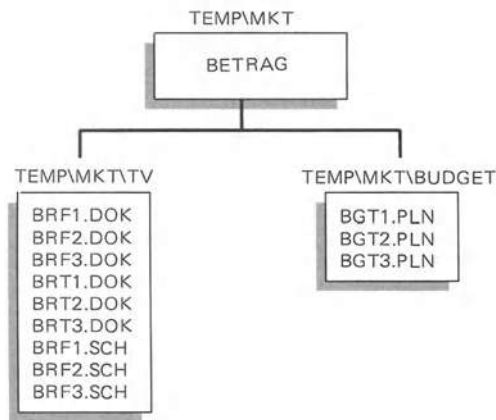 TEMP\MKT
BETRAG
TEMP\MKT\TV
BRF1.DOK
BRF2.DOK
BRF3.DOK
BRT1.DOK
BRT2.DOK
BRT3.DOK
BRF1.SCH
BRF2.SCH
BRF3.SCH
TEMP\MKT\BUDGET
BGT1.PLN
BGT2.PLN
BGT3.PLN